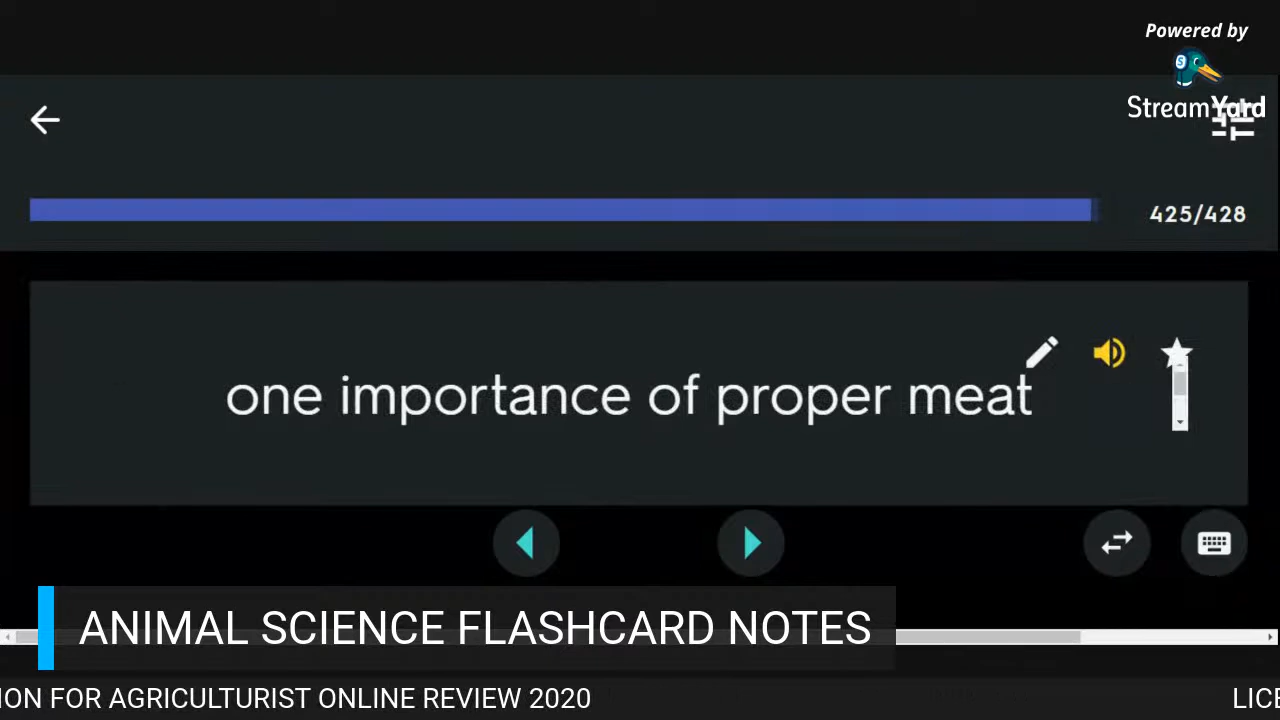 Powered by
StreamYard
425/428
one importance of proper meat
ANIMAL SCIENCE FLASHCARD NOTES
ION FOR AGRICULTURIST ONLINE REVIEW 2020
LICE